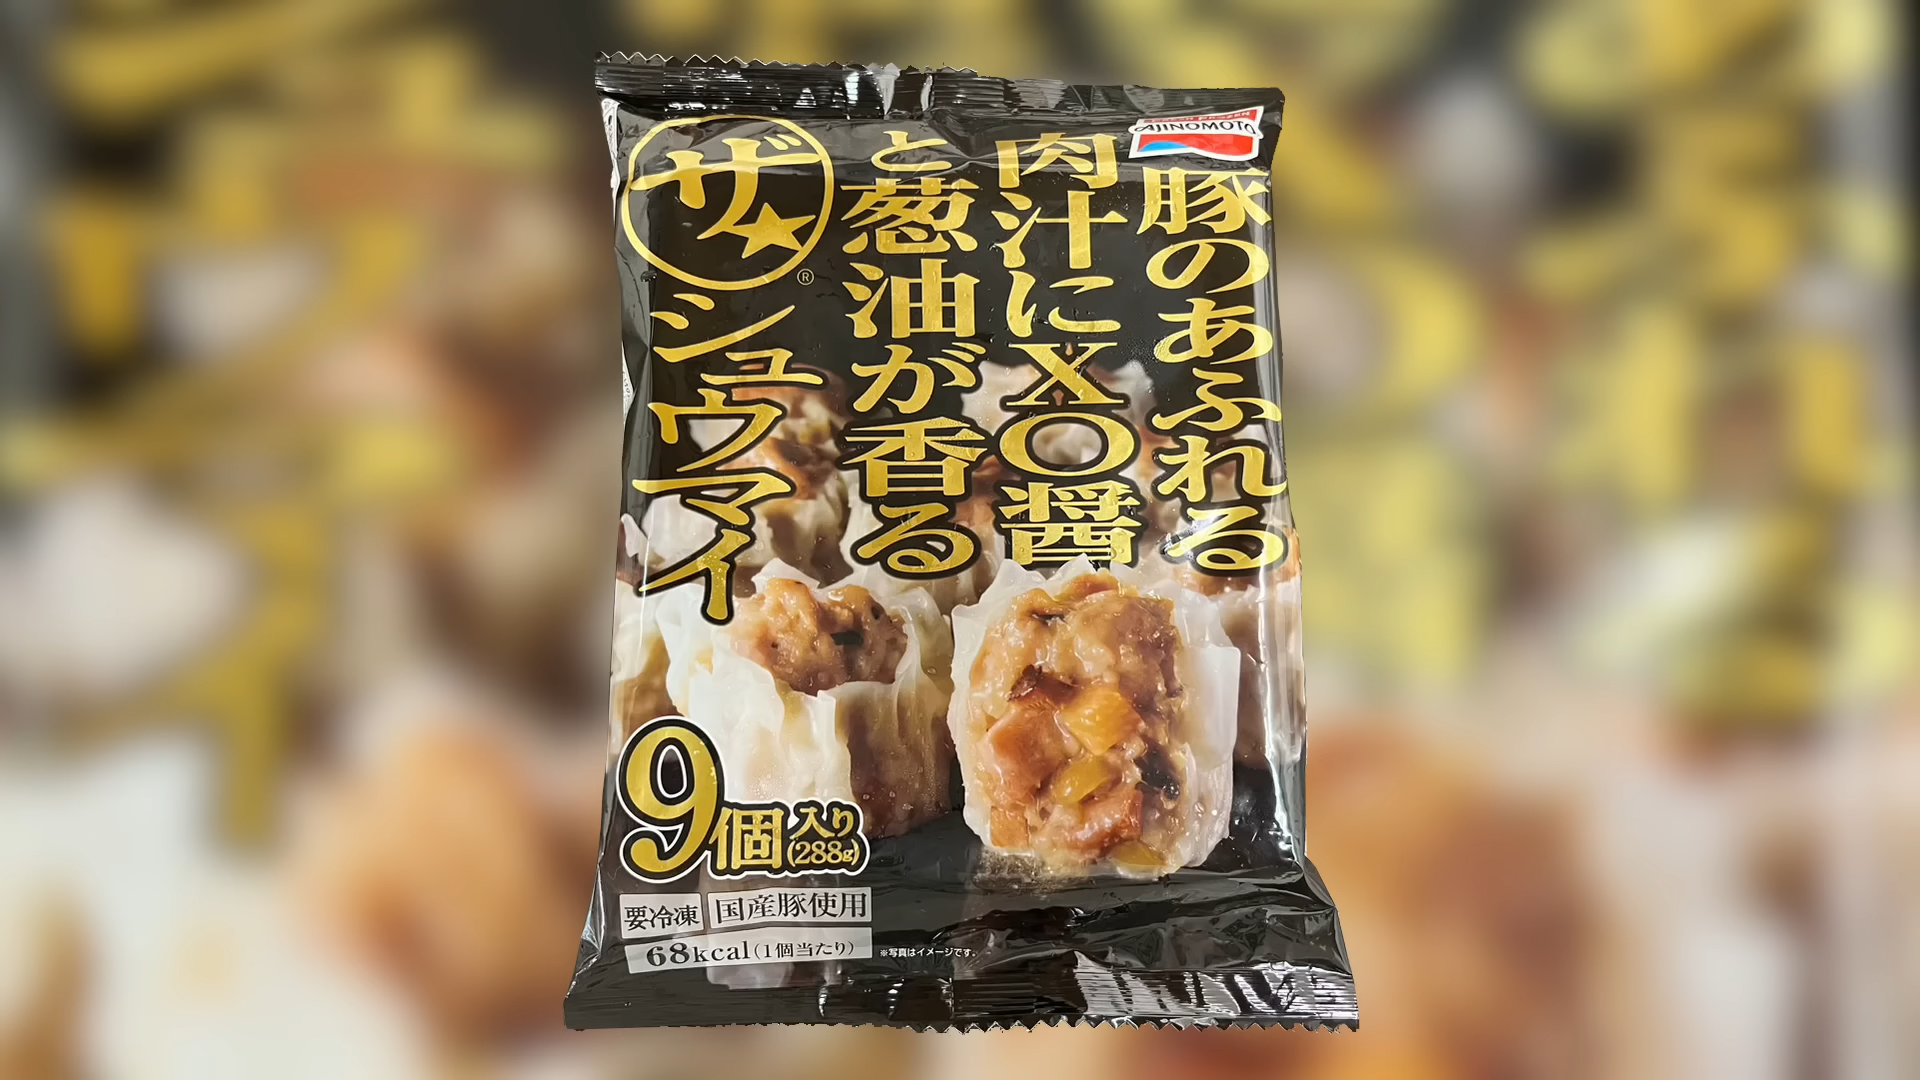 AJINOMOTO
豚のあふれる
肉汁にXO醤
と葱油が香る
ザ★®
シュウマイ
9個入り
(288g)
要冷凍
国産豚使用
68kcal(1個当たり)
※写真はイメージです。